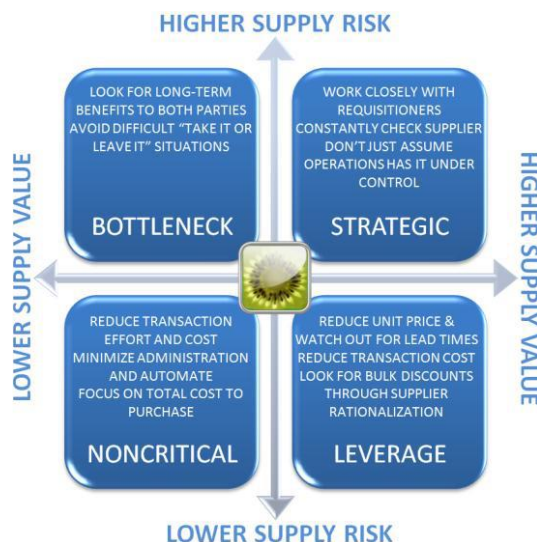 HIGHER SUPPLY RISK
LOOK FOR LONG-TERM
BENEFITS TO BOTH PARTIES
AVOID DIFFICULT “TAKE IT OR
LEAVE IT” SITUATIONS
BOTTLENECK
WORK CLOSELY WITH
REQUISITIONERS
CONSTANTLY CHECK SUPPLIER
DON’T JUST ASSUME
OPERATIONS HAS IT UNDER
CONTROL
STRATEGIC
LOWER SUPPLY VALUE
HIGHER SUPPLY VALUE
REDUCE TRANSACTION
EFFORT AND COST
MINIMIZE ADMINISTRATION
AND AUTOMATE
FOCUS ON TOTAL COST TO
PURCHASE
NONCRITICAL
REDUCE UNIT PRICE &
WATCH OUT FOR LEAD TIMES
REDUCE TRANSACTION COST
LOOK FOR BULK DISCOUNTS
THROUGH SUPPLIER
RATIONALIZATION
LEVERAGE
LOWER SUPPLY RISK